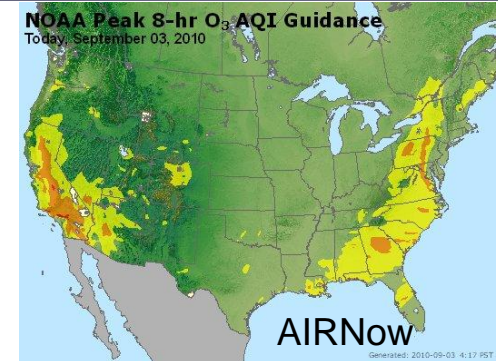 NOAA Peak 8-hr O₃ AQI Guidance
Today, September 03, 2010
AIRNow
Generated: 2010-09-03 4:17 PST